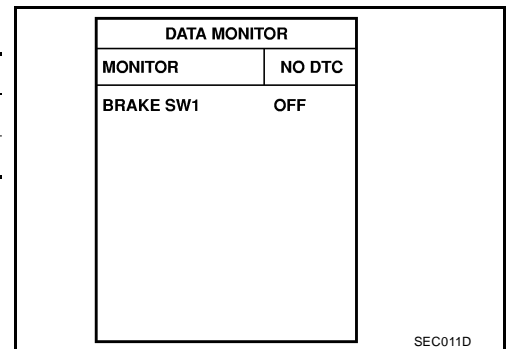 DATA MONITOR
MONITOR NO DTC
BRAKE SW1 OFF
SEC011D